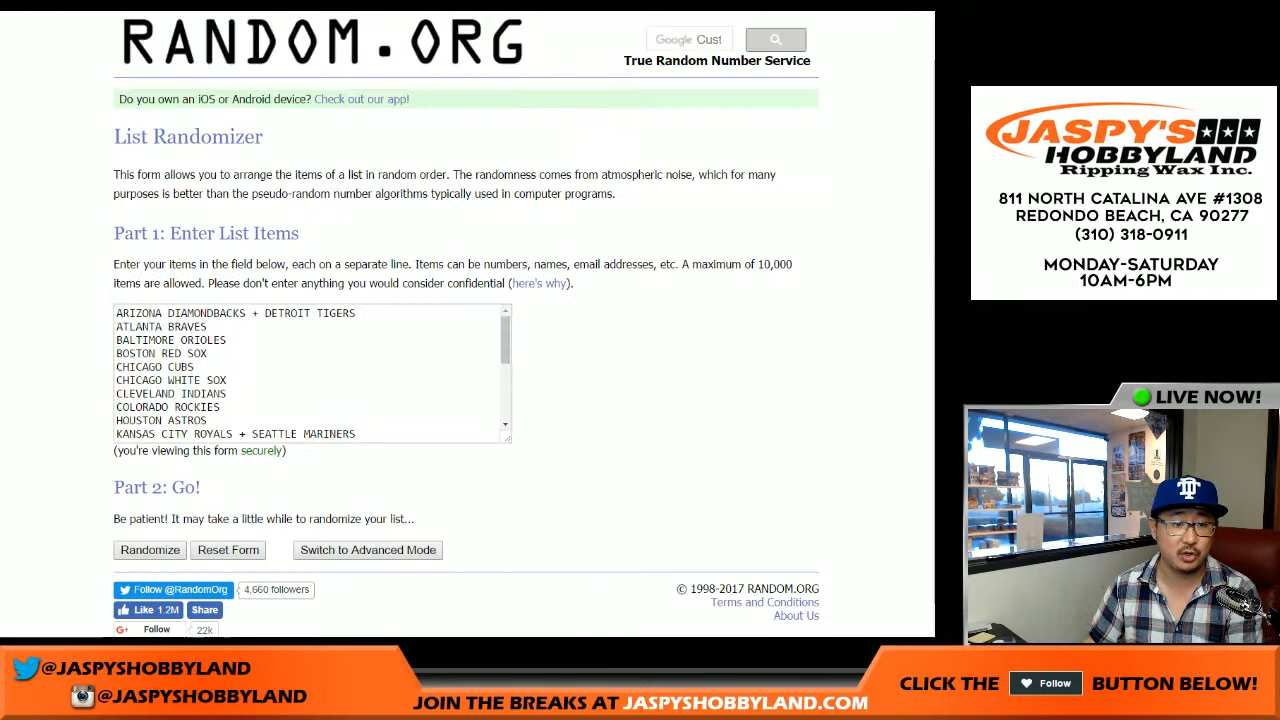 RANDOM.ORG
Google Cust
True Random Number Service
Do you own an iOS or Android device? Check out our app!
List Randomizer
This form allows you to arrange the items of a list in random order. The randomness comes from atmospheric noise, which for many
purposes is better than the pseudo-random number algorithms typically used in computer programs.
Part 1: Enter List Items
Enter your items in the field below, each on a separate line. Items can be numbers, names, email addresses, etc. A maximum of 10,000
items are allowed. Please don't enter anything you would consider confidential (here's why).
ARIZONA DIAMONDBACKS + DETROIT TIGERS
ATLANTA BRAVES
BALTIMORE ORIOLES
BOSTON RED SOX
CHICAGO CUBS
CHICAGO WHITE SOX
CLEVELAND INDIANS
COLORADO ROCKIES
HOUSTON ASTROS
KANSAS CITY ROYALS + SEATTLE MARINERS
(you're viewing this form securely)
Part 2: Go!
Be patient! It may take a little while to randomize your list...
Randomize Reset Form Switch to Advanced Mode
Follow @RandomOrg 4,660 followers
Like 1.2M Share
G+ Follow 22k
© 1998-2017 RANDOM.ORG
Terms and Conditions
About Us
JASPY'S
HOBBYLAND
Ripping Wax Inc.
811 NORTH CATALINA AVE #1308
REDONDO BEACH, CA 90277
(310) 318-0911
MONDAY-SATURDAY
10AM-6PM
LIVE NOW!
@JASPYSHOBBYLAND
@JASPYSHOBBYLAND
JOIN THE BREAKS AT JASPYSHOBBYLAND.COM
CLICK THE Follow BUTTON BELOW!